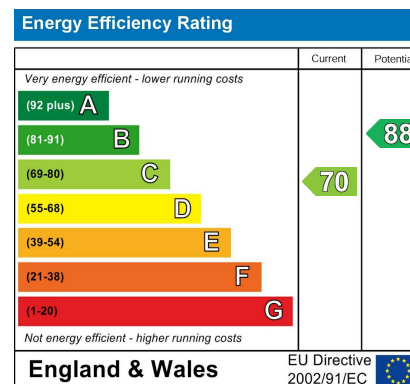 Energy Efficiency Rating
Current Potentia
Very energy efficient - lower running costs
(92 plus) A
(81-91) B
88
(69-80) C
70
(55-68) D
(39-54) E
(21-38) F
(1-20) G
Not energy efficient - higher running costs
England & Wales
EU Directive
2002/91/EC